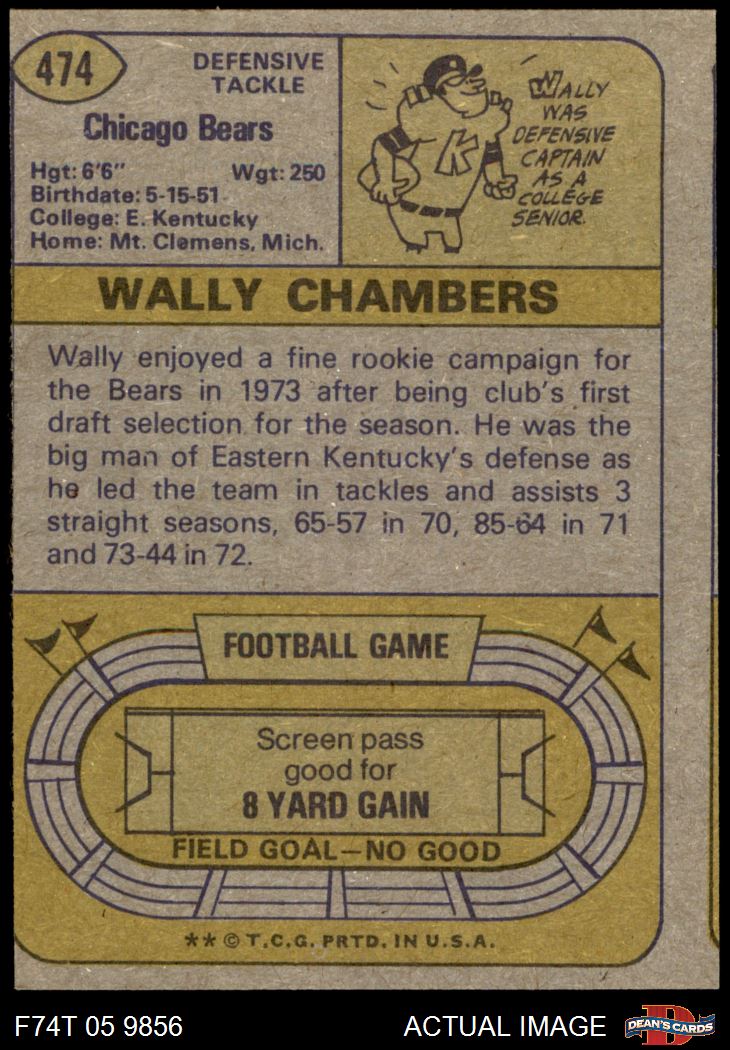 474
DEFENSIVE
TACKLE
Chicago Bears
Hgt: 6'6" Wgt: 250
Birthdate: 5-15-51
College: E. Kentucky
Home: Mt. Clemens, Mich.
K
WALLY
WAS
DEFENSIVE
CAPTAIN
AS A
COLLEGE
SENIOR.
WALLY CHAMBERS
Wally enjoyed a fine rookie campaign for
the Bears in 1973 after being club's first
draft selection for the season. He was the
big man of Eastern Kentucky's defense as
he led the team in tackles and assists 3
straight seasons, 65-57 in 70, 85-64 in 71
and 73-44 in 72.
FOOTBALL GAME
Screen pass
good for
8 YARD GAIN
FIELD GOAL—NO GOOD
** © T.C.G. PRTD. IN U.S.A.
F74T 05 9856 ACTUAL IMAGE
D
DEAN'S CARDS